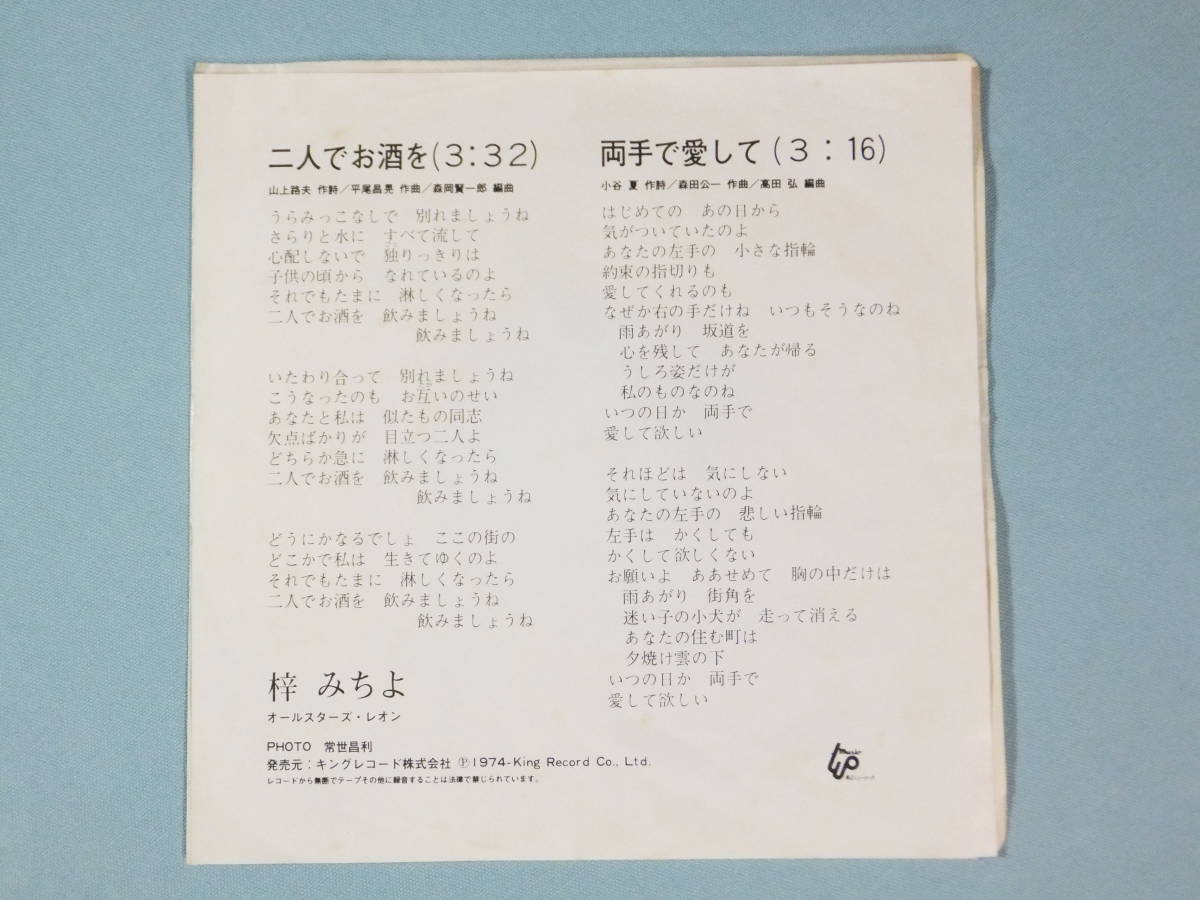 二人でお酒を(3:32)
山上路夫 作詩／平尾昌晃 作曲／森岡賢一郎 編曲
うらみっこなしで　別れましょうね
さらりと水に　すべて流して
心配しないで　独りっきりは
子供の頃から　なれているのよ
それでもたまに　淋しくなったら
二人でお酒を　飲みましょうね
飲みましょうね
いたわり合って　別れましょうね
こうなったのも　お互いのせい
あなたと私は　似たもの同志
欠点ばかりが　目立つ二人よ
どちらか急に　淋しくなったら
二人でお酒を　飲みましょうね
飲みましょうね
どうにかなるでしょ　ここの街の
どこかで私は　生きてゆくのよ
それでもたまに　淋しくなったら
二人でお酒を　飲みましょうね
飲みましょうね
梓 みちよ
オールスターズ・レオン
PHOTO　常世昌利
発売元：キングレコード株式会社 Ⓟ1974-King Record Co., Ltd.
レコードから無断でテープその他に録音することは法律で禁じられています。
両手で愛して(3:16)
小谷 夏 作詩／森田公一 作曲／高田 弘 編曲
はじめての　あの日から
気がついていたのよ
あなたの左手の　小さな指輪
約束の指切りも
愛してくれるのも
なぜか右の手だけね　いつもそうなのね
雨あがり　坂道を
心を残して　あなたが帰る
うしろ姿だけが
私のものなのね
いつの日か　両手で
愛して欲しい
それほどは　気にしない
気にしていないのよ
あなたの左手の　悲しい指輪
左手は　かくしても
かくして欲しくない
お願いよ　ああせめて　胸の中だけは
雨あがり　街角を
迷い子の小犬が　走って消える
あなたの住む町は
夕焼け雲の下
いつの日か　両手で
愛して欲しい